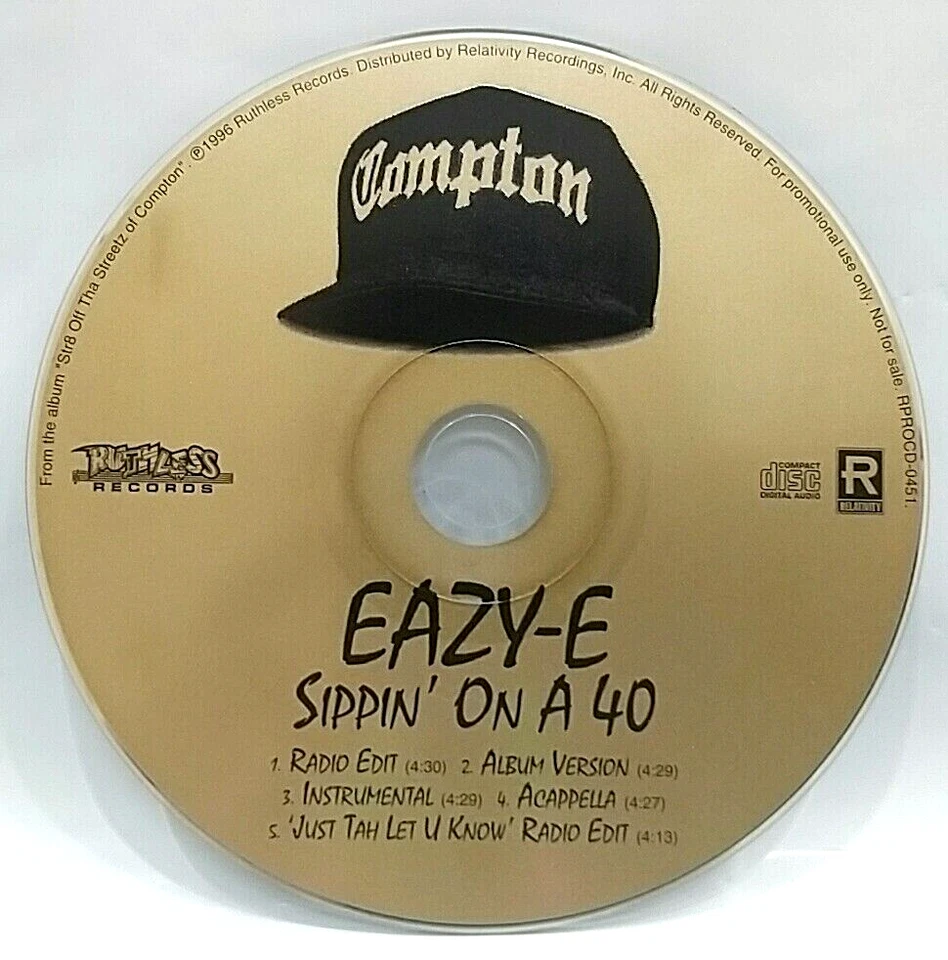 From the album "Str8 Off Tha Streetz of Compton". ℗1996 Ruthless Records. Distributed by Relativity Recordings, Inc. All Rights Reserved. For promotional use only. Not for sale. RPROCD-0451.
Compton
RUTHLESS
RECORDS
COMPACT
disc
DIGITAL AUDIO
R
RELATIVITY
EAZY-E
SIPPIN' ON A 40
1. RADIO EDIT (4:30) 2. ALBUM VERSION (4:29)
3. INSTRUMENTAL (4:29) 4. ACAPPELLA (4:27)
5. 'JUST TAH LET U KNOW' RADIO EDIT (4:13)